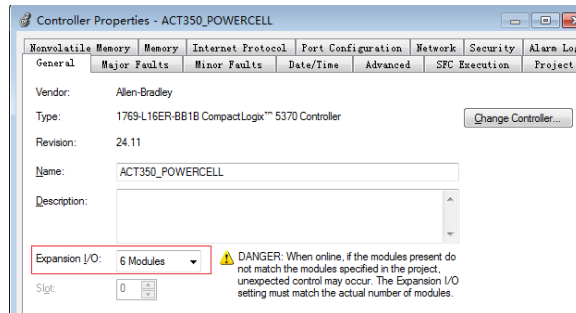 Controller Properties - ACT350_POWERCELL
Nonvolatile Memory Memory Internet Protocol Port Configuration Network Security Alarm
General Major Faults Minor Faults Date/Time Advanced SFC Execution Project
Vendor: Allen-Bradley
Type: 1769-L16ER-BB1B CompactLogix™ 5370 Controller Change Controller...
Revision: 24.11
Name: ACT350_POWERCELL
Description:
Expansion I/O: 6 Modules
DANGER: When online, if the modules present do
not match the modules specified in the project,
unexpected control may occur. The Expansion I/O
setting must match the actual number of modules.
Slot: 0